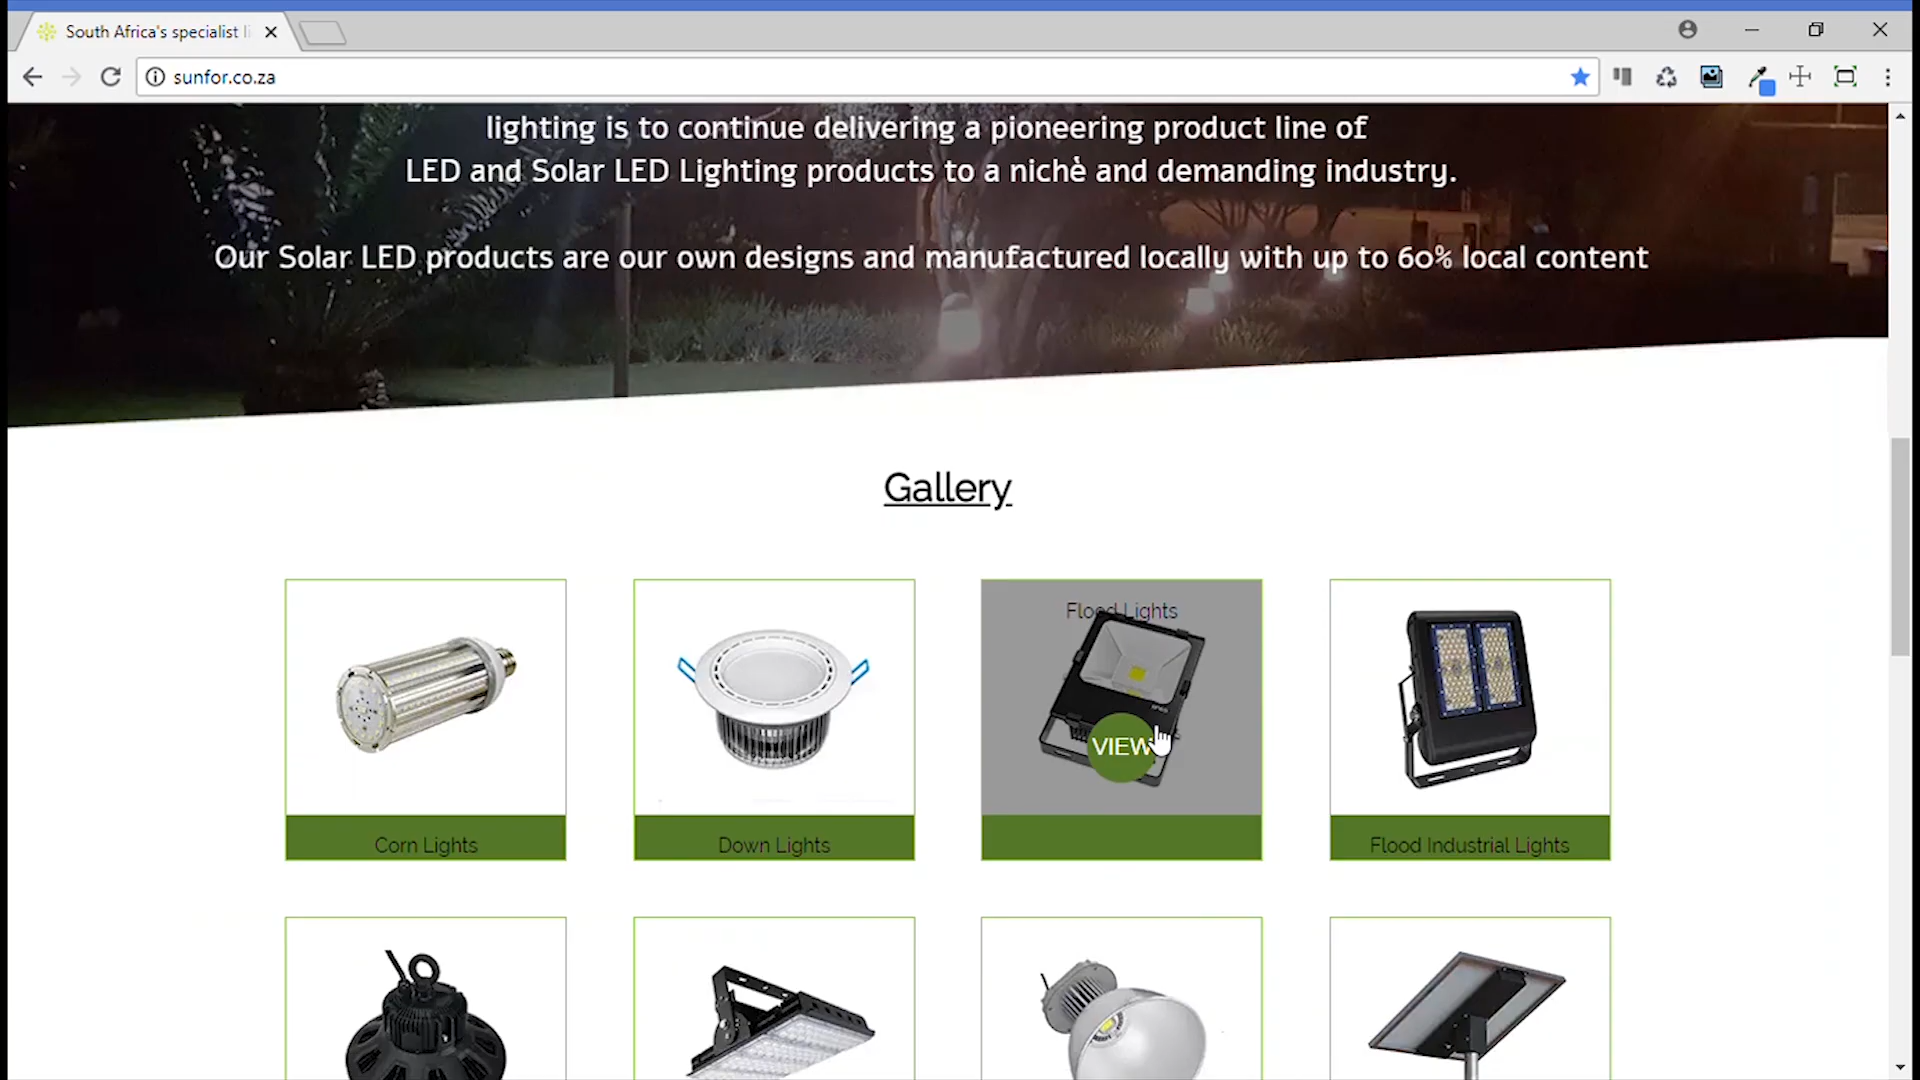 South Africa's specialist li
sunfor.co.za
lighting is to continue delivering a pioneering product line of
LED and Solar LED Lighting products to a nichè and demanding industry.
Our Solar LED products are our own designs and manufactured locally with up to 60% local content
Gallery
Flood Lights
IP65
VIEW
Corn Lights
Down Lights
Flood Industrial Lights